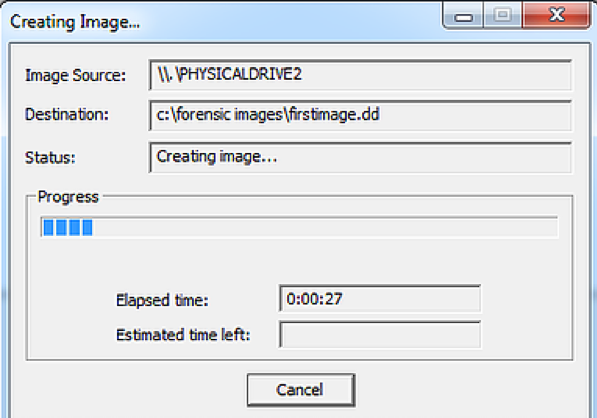 Creating Image...
Image Source: \\.\PHYSICALDRIVE2
Destination: c:\forensic images\firstimage.dd
Status: Creating image...
Progress
Elapsed time: 0:00:27
Estimated time left:
Cancel